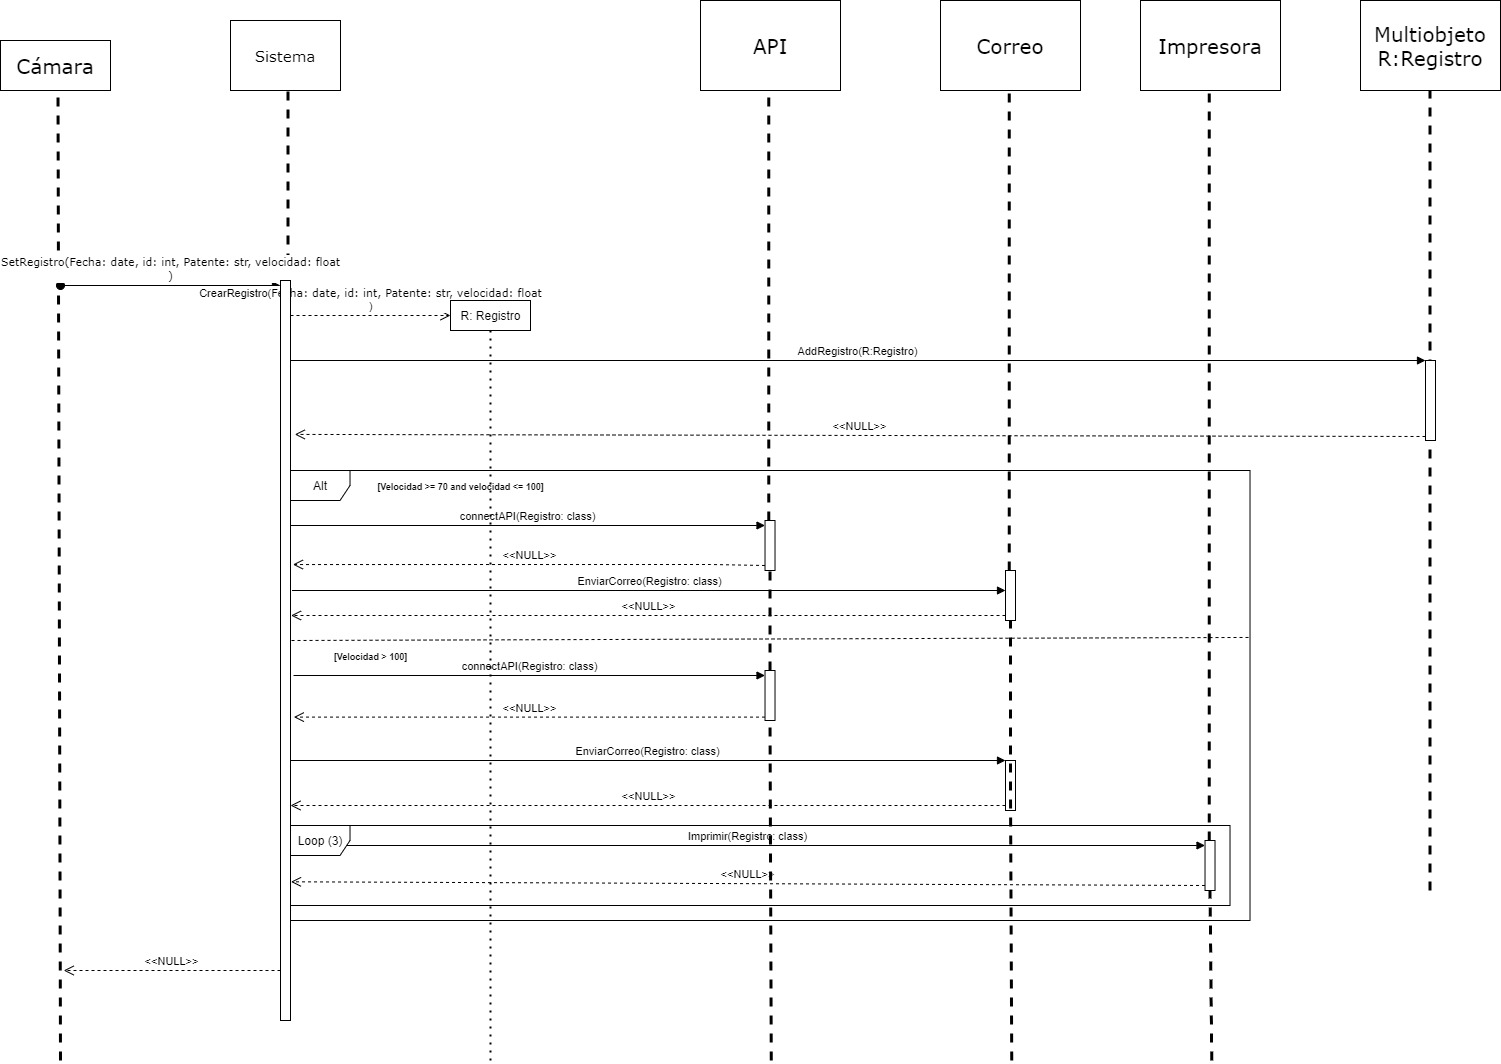 Cámara
Sistema
API
Correo
Impresora
Multiobjeto
R:Registro
SetRegistro(Fecha: date, id: int, Patente: str, velocidad: float
)
CrearRegistro(Fecha: date, id: int, Patente: str, velocidad: float
)
R: Registro
AddRegistro(R:Registro)
<<NULL>>
Alt
[Velocidad >= 70 and velocidad <= 100]
connectAPI(Registro: class)
<<NULL>>
EnviarCorreo(Registro: class)
<<NULL>>
[Velocidad > 100]
connectAPI(Registro: class)
<<NULL>>
EnviarCorreo(Registro: class)
<<NULL>>
Loop (3)
Imprimir(Registro: class)
<<NULL>>
<<NULL>>